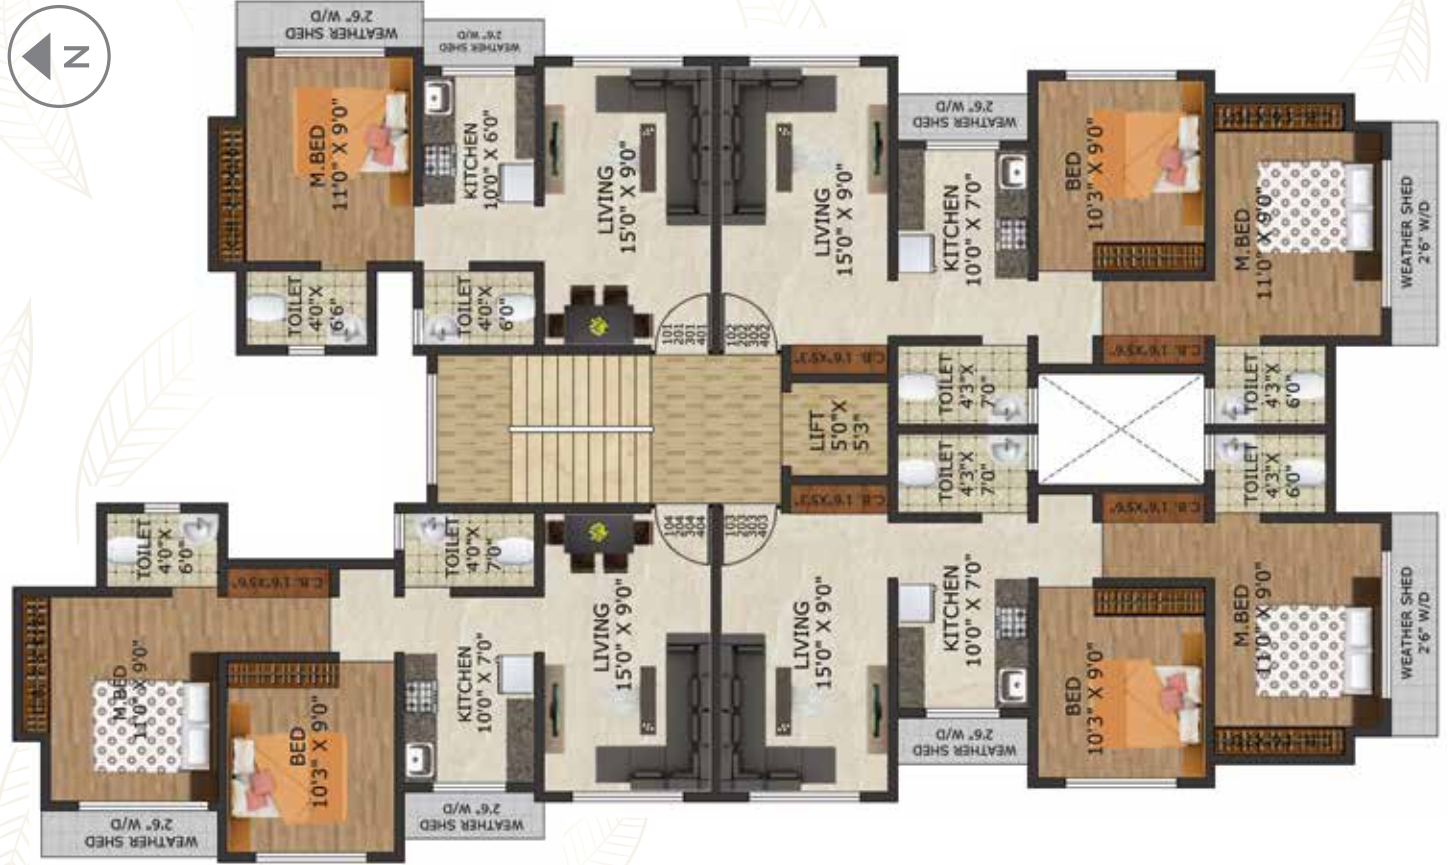 N
WEATHER SHED
2'6" W/D
WEATHER SHED
2'6" W/D
M.BED
11'0" X 9'0"
KITCHEN
10'0" X 6'0"
LIVING
15'0" X 9'0"
TOILET
4'0"X
6'6"
TOILET
4'0"X
6'0"
101
201
301
401
102
202
302
402
LIVING
15'0" X 9'0"
WEATHER SHED
2'6" W/D
KITCHEN
10'0" X 7'0"
BED
10'3" X 9'0"
M.BED
11'0" X 9'0"
WEATHER SHED
2'6" W/D
C.B. 1'6"X5'3"
C.B. 1'6"X5'6"
TOILET
4'3"X
7'0"
TOILET
4'3"X
6'0"
LIFT
5'0"X
5'3"
TOILET
4'3"X
7'0"
TOILET
4'3"X
6'0"
C.B. 1'6"X5'3"
C.B. 1'6"X5'6"
TOILET
4'0"X
6'0"
C.B. 1'6"X5'6"
TOILET
4'0"X
7'0"
104
204
304
404
103
203
303
403
M.BED
11'0" X 9'0"
BED
10'3" X 9'0"
KITCHEN
10'0" X 7'0"
LIVING
15'0" X 9'0"
LIVING
15'0" X 9'0"
KITCHEN
10'0" X 7'0"
BED
10'3" X 9'0"
M.BED
11'0" X 9'0"
WEATHER SHED
2'6" W/D
WEATHER SHED
2'6" W/D
WEATHER SHED
2'6" W/D
WEATHER SHED
2'6" W/D